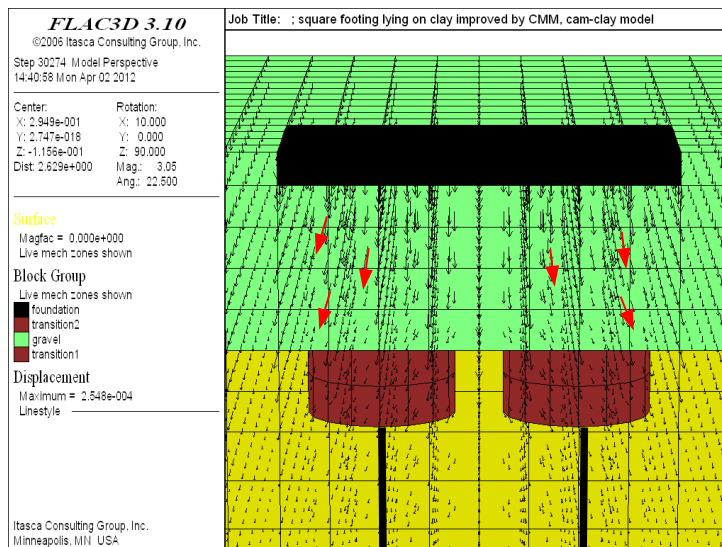 FLAC3D 3.10
©2006 Itasca Consulting Group, Inc.
Step 30274  Model Perspective
14:40:58 Mon Apr 02 2012
Center:
X: 2.949e-001
Y: 2.747e-018
Z: -1.156e-001
Dist: 2.629e+000
Rotation:
X: 10.000
Y: 0.000
Z: 90.000
Mag.: 3.05
Ang.: 22.500
Surface
Magfac = 0.000e+000
Live mech zones shown
Block Group
Live mech zones shown
foundation
transition2
gravel
transition1
Displacement
Maximum = 2.548e-004
Linestyle
Itasca Consulting Group, Inc.
Minneapolis, MN USA
Job Title: ; square footing lying on clay improved by CMM, cam-clay model